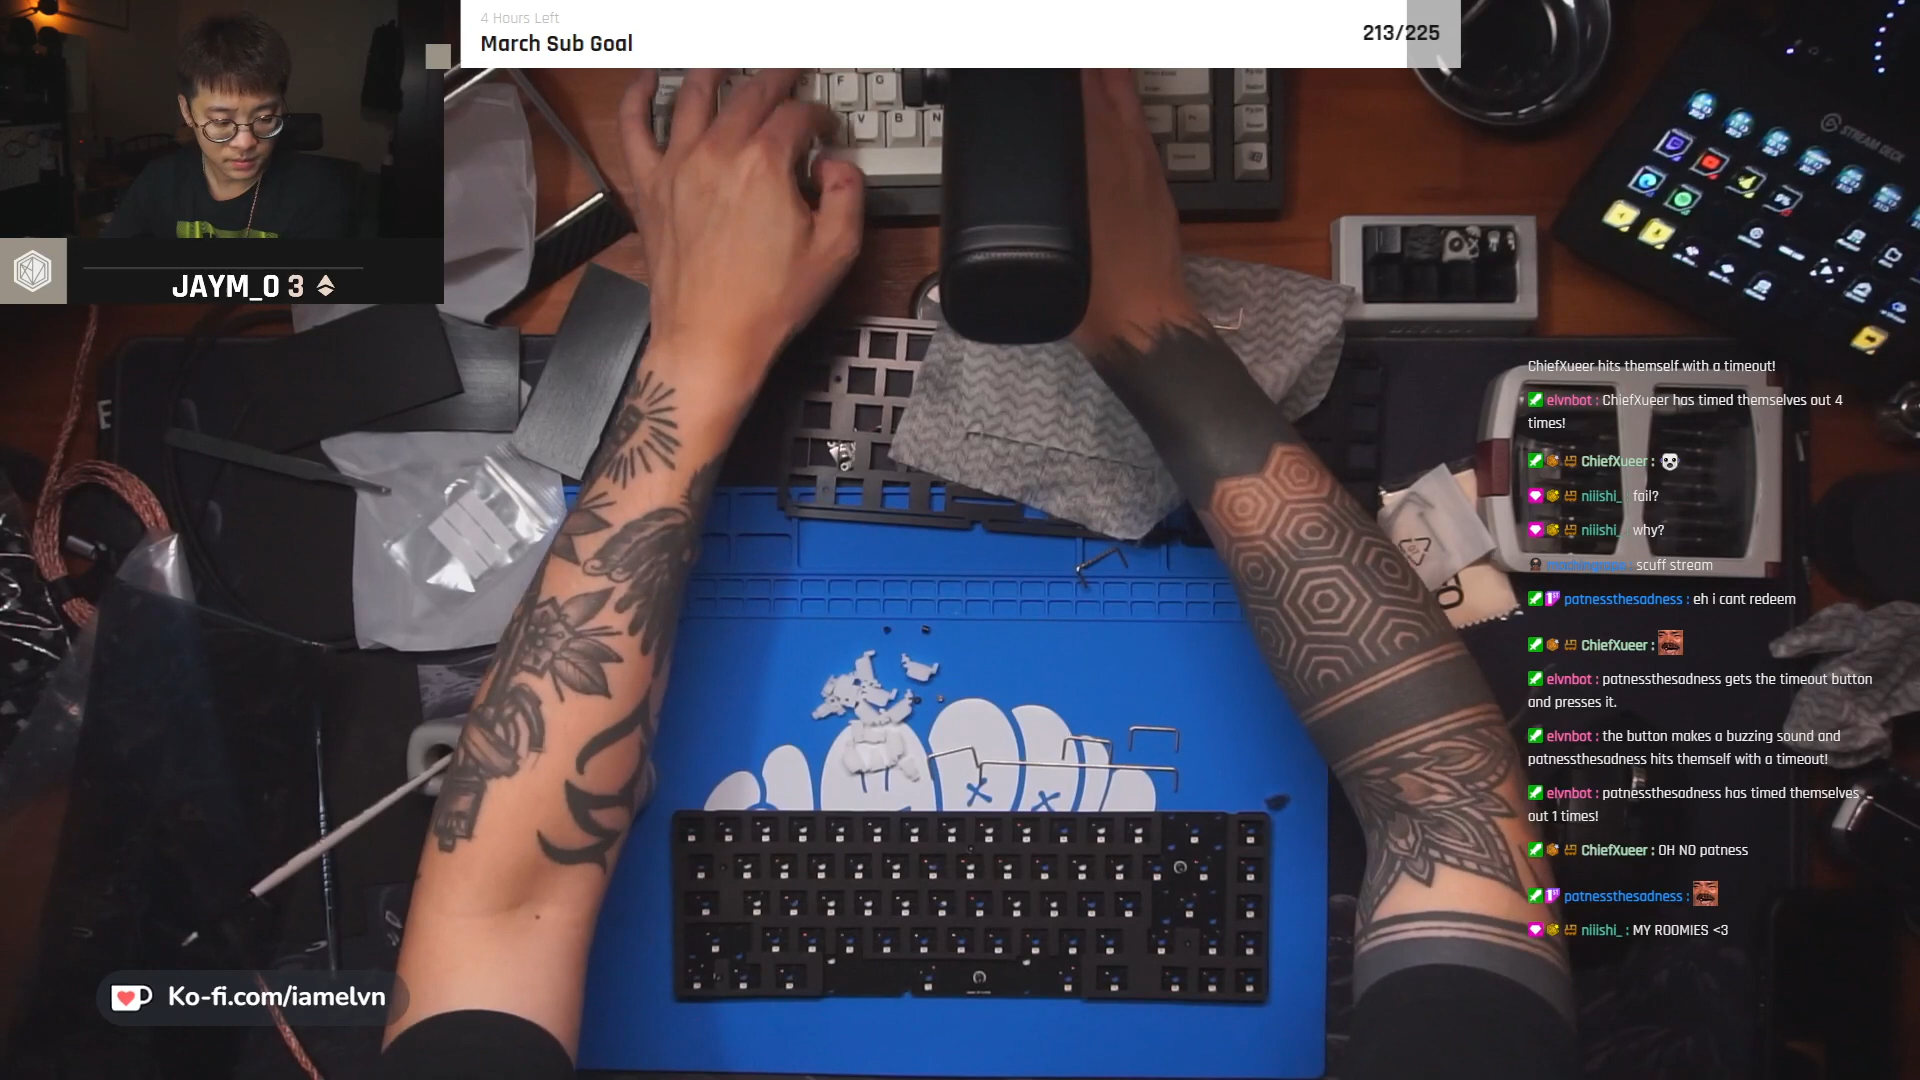 4 Hours Left
March Sub Goal
213/225
F G
V B N
STREAM DECK
JAYM_0 3
ChiefXueer hits themself with a timeout!
elvnbot : ChiefXueer has timed themselves out 4
times!
ChiefXueer :
niiishi_ fail?
niiishi_ why?
scuff stream
patnessthesadness : eh i cant redeem
ChiefXueer :
elvnbot : patnessthesadness gets the timeout button
and presses it.
elvnbot : the button makes a buzzing sound and
patnessthesadness hits themself with a timeout!
elvnbot : patnessthesadness has timed themselves
out 1 times!
ChiefXueer : OH NO patness
patnessthesadness :
niiishi_ : MY ROOMIES <3
Ko-fi.com/iamelvn